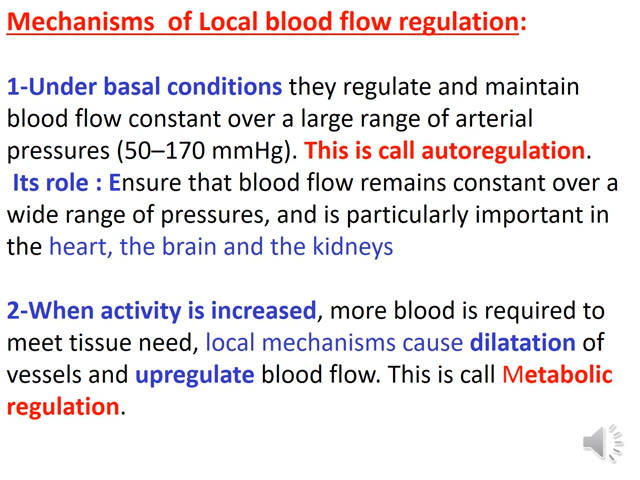 Mechanisms of Local blood flow regulation:
1-Under basal conditions they regulate and maintain
blood flow constant over a large range of arterial
pressures (50–170 mmHg). This is call autoregulation.
Its role : Ensure that blood flow remains constant over a
wide range of pressures, and is particularly important in
the heart, the brain and the kidneys
2-When activity is increased, more blood is required to
meet tissue need, local mechanisms cause dilatation of
vessels and upregulate blood flow. This is call Metabolic
regulation.